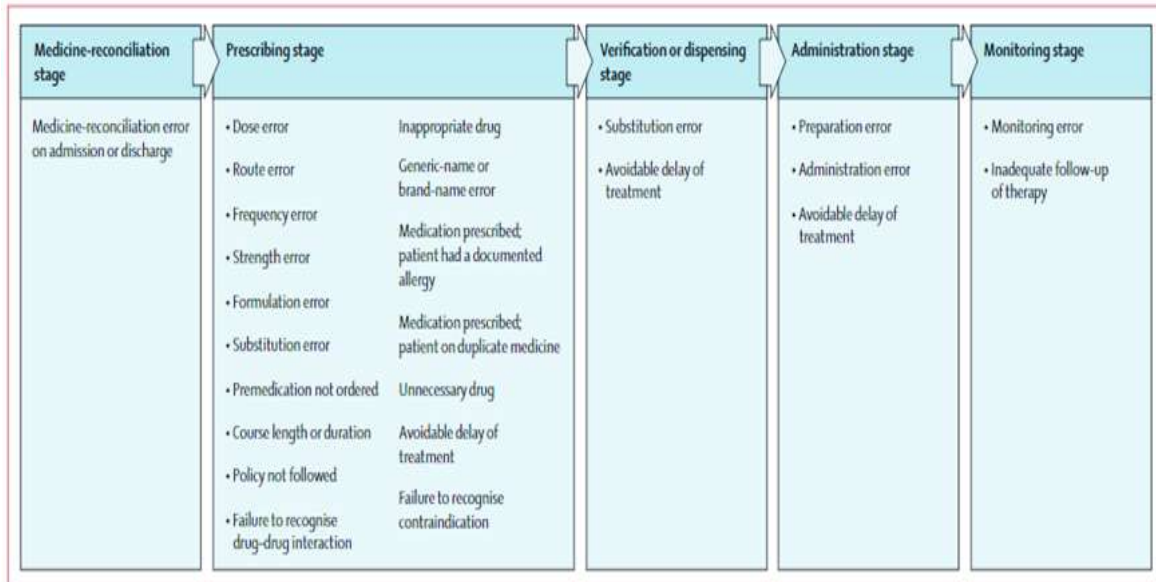 Medicine-reconciliation
stage
Medicine-reconciliation error
on admission or discharge
Prescribing stage
• Dose error
• Route error
• Frequency error
• Strength error
• Formulation error
• Substitution error
• Premedication not ordered
• Course length or duration
• Policy not followed
• Failure to recognise
drug-drug interaction
Inappropriate drug
Generic-name or
brand-name error
Medication prescribed;
patient had a documented
allergy
Medication prescribed;
patient on duplicate medicine
Unnecessary drug
Avoidable delay of
treatment
Failure to recognise
contraindication
Verification or dispensing
stage
• Substitution error
• Avoidable delay of
treatment
Administration stage
• Preparation error
• Administration error
• Avoidable delay of
treatment
Monitoring stage
• Monitoring error
• Inadequate follow-up
of therapy